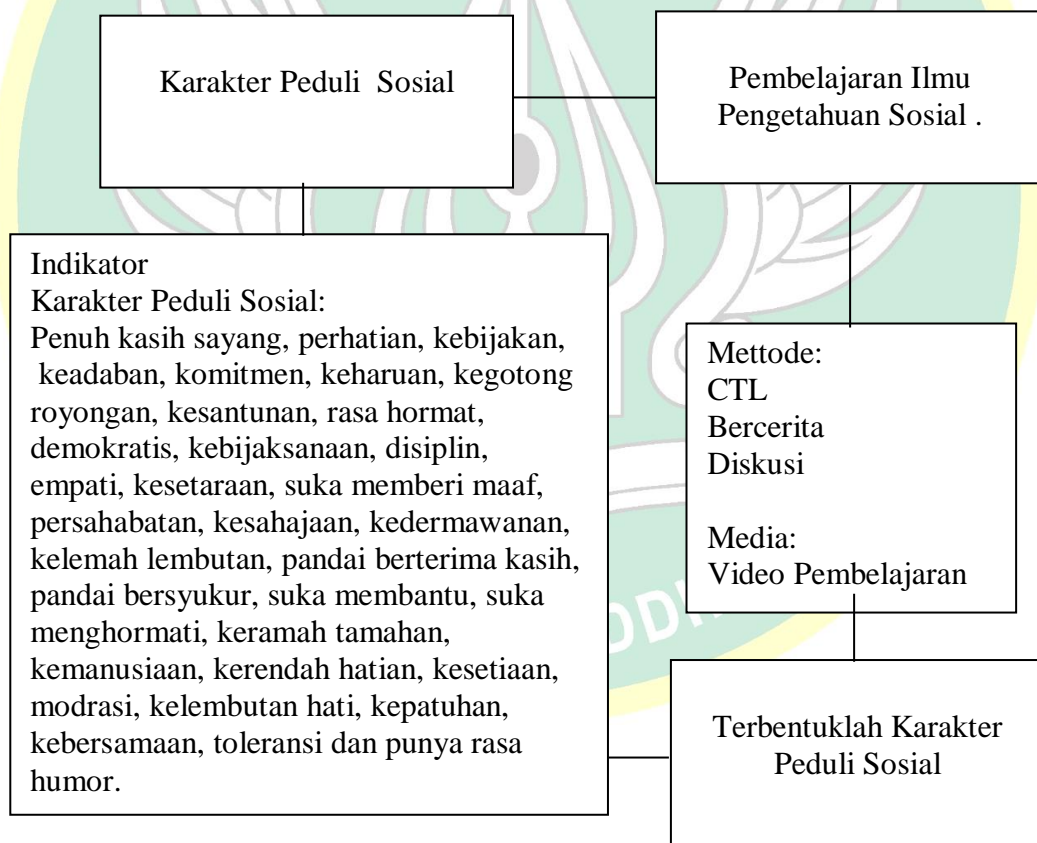 Karakter Peduli Sosial
Pembelajaran Ilmu
Pengetahuan Sosial .
Indikator
Karakter Peduli Sosial:
Penuh kasih sayang, perhatian, kebijakan,
keadaban, komitmen, keharuan, kegotong
royongan, kesantunan, rasa hormat,
demokratis, kebijaksanaan, disiplin,
empati, kesetaraan, suka memberi maaf,
persahabatan, kesahajaan, kedermawanan,
kelemah lembutan, pandai berterima kasih,
pandai bersyukur, suka membantu, suka
menghormati, keramah tamahan,
kemanusiaan, kerendah hatian, kesetiaan,
modrasi, kelembutan hati, kepatuhan,
kebersamaan, toleransi dan punya rasa
humor.
Mettode:
CTL
Bercerita
Diskusi
Media:
Video Pembelajaran
Terbentuklah Karakter
Peduli Sosial